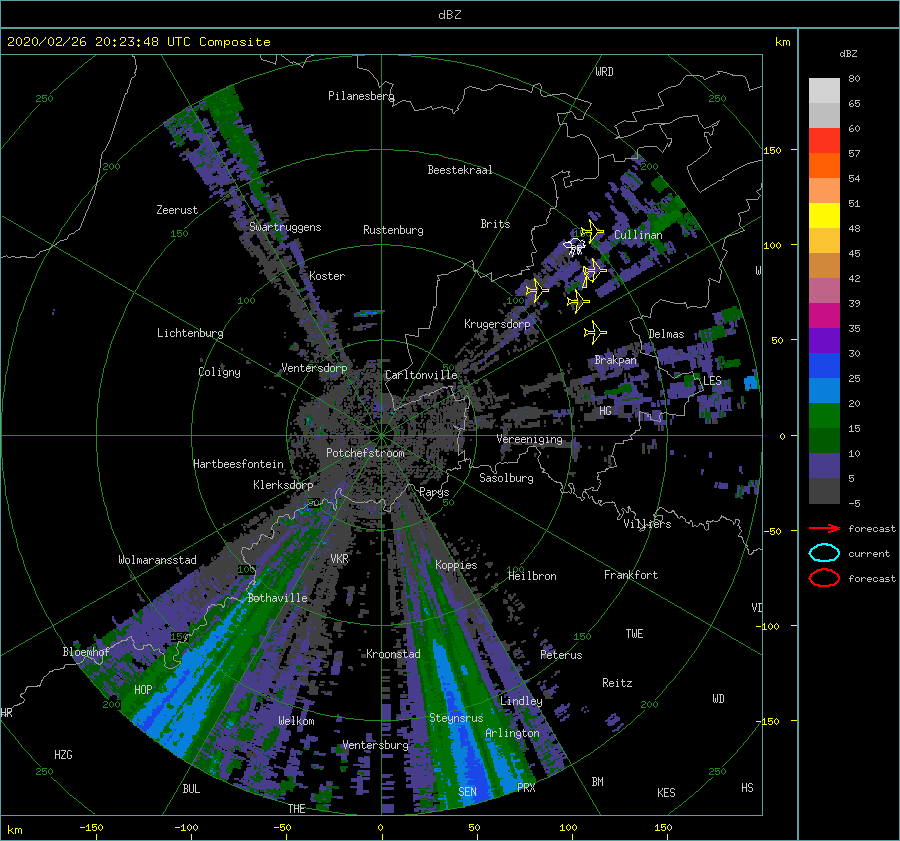 dBZ
2020/02/26 20:23:48 UTC Composite
km
dBZ
WRD
250
Pilanesberg
250
80
65
60
57
54
51
48
45
42
39
35
30
25
20
15
10
5
-5
150
200
Beestekraal
200
Zeerust
150
Swartruggens
Rustenburg
Brits
Cullinan
100
W
Koster
100
100
Krugersdorp
Lichtenburg
Delmas
50
Coligny
Ventersdorp
Carltonville
Brakpan
LES
HG
0
Vereeniging
Potchefstroom
Hartbeesfontein
Klerksdorp
Sasolburg
Parys
50
50
Villiers
-50
forecast
current
forecast
Wolmaransstad
VKR
Koppies
100
100
Heilbron
Frankfort
Bothaville
VD
-100
150
150
TWE
Bloemhof
Kroonstad
Peterus
Reitz
HOP
WD
200
Lindley
200
HR
Welkom
Steynsrus
-150
Arlington
HZG
Ventersburg
250
250
BUL
THE
SEN
PRX
BM
KES
HS
km
-150
-100
-50
0
50
100
150